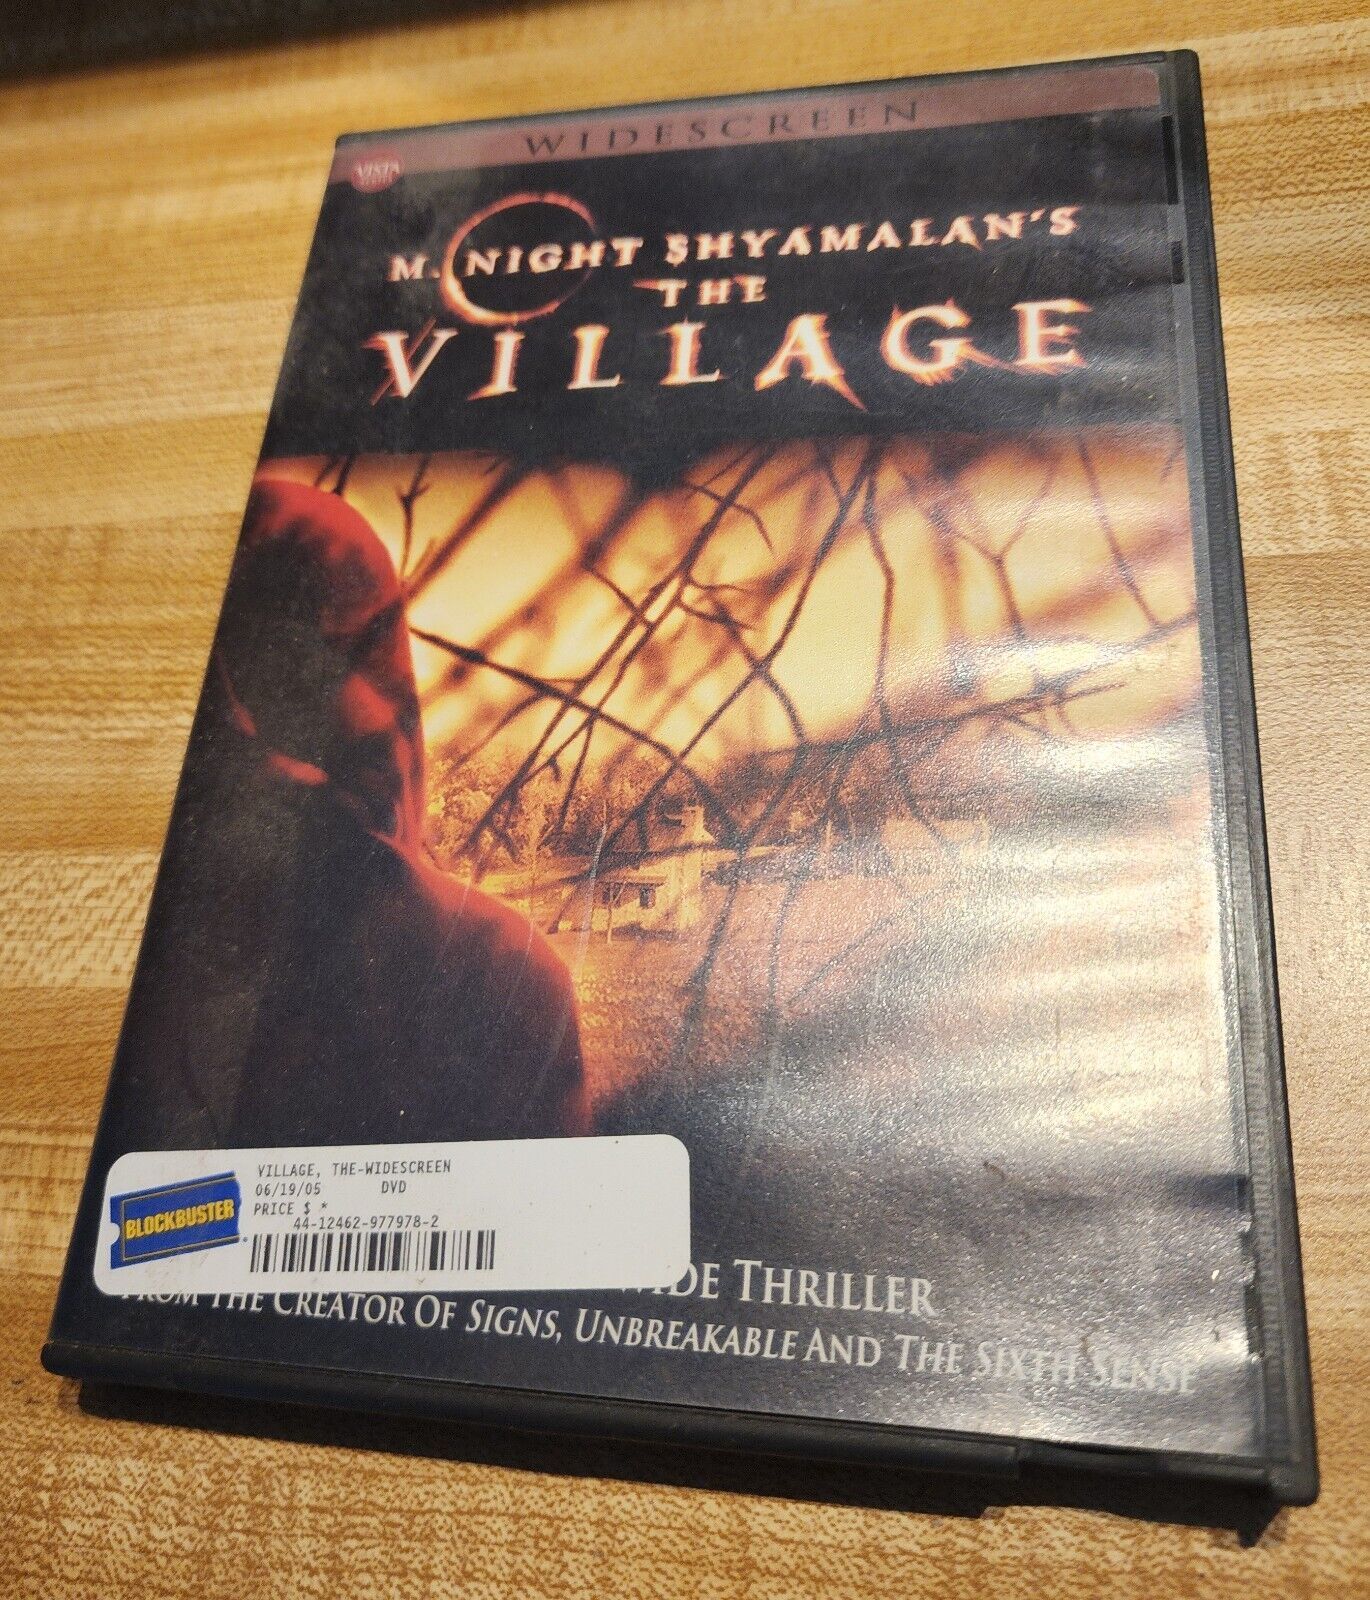 WIDESCREEN
VISTA
M. NIGHT SHYAMALAN'S
THE
VILLAGE
VILLAGE, THE-WIDESCREEN
06/19/05 DVD
PRICE $ *
44-12462-977978-2
BLOCKBUSTER
THRILLER
FROM THE CREATOR OF SIGNS, UNBREAKABLE AND THE SIXTH SENSE